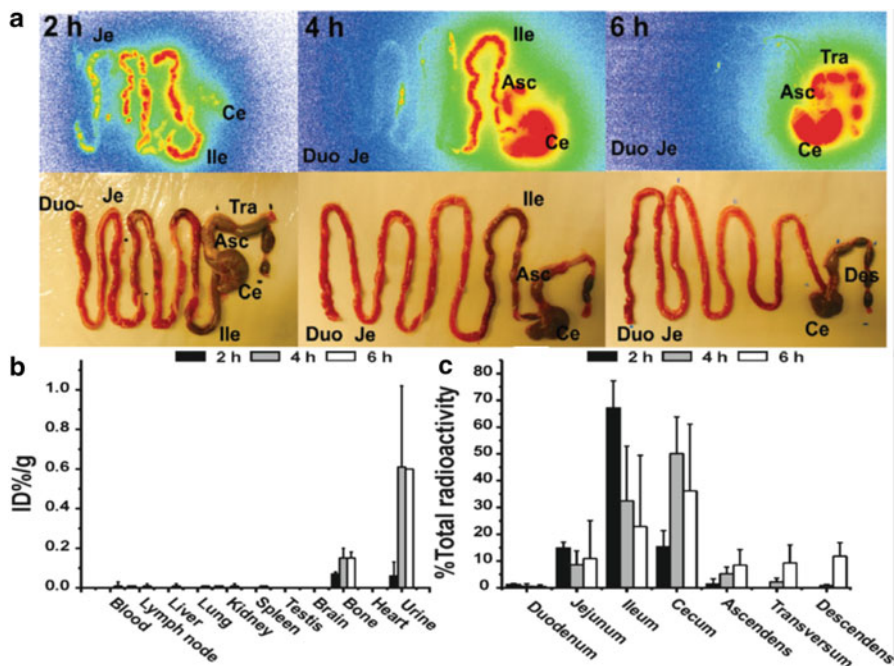 a
2 h
Je
Ce
Ile
4 h
Ile
Asc
Ce
Duo Je
6 h
Tra
Asc
Ce
Duo Je
Duo
Je
Tra
Asc
Ce
Ile
Ile
Asc
Duo Je
Ce
Des
Duo Je
Ce
b
2 h 4 h 6 h
ID%/g
1.0
0.8
0.6
0.4
0.2
0.0
Blood
Lymph node
Liver
Lung
Kidney
Spleen
Testis
Brain
Bone
Heart
Urine
c
2 h 4 h 6 h
%Total radioactivity
80
70
60
50
40
30
20
10
0
Duodenum
Jejunum
Ileum
Cecum
Ascendens
Transversum
Descendens